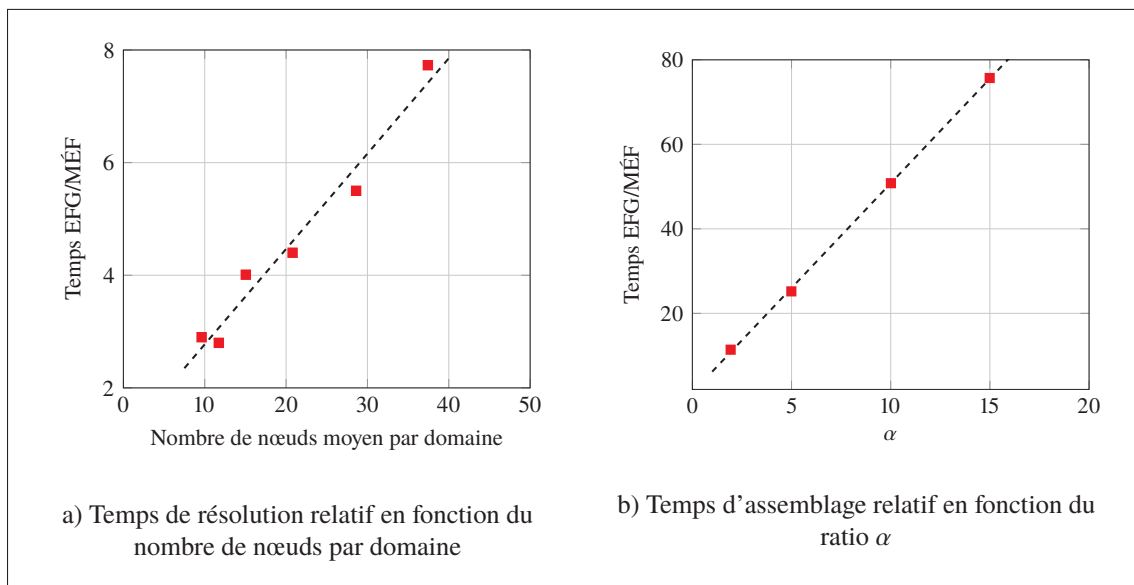 8
6
4
2
0
10
20
30
40
50
Temps EFG/MÉF
Nombre de nœuds moyen par domaine
a) Temps de résolution relatif en fonction du
nombre de nœuds par domaine
80
60
40
20
0
5
10
15
20
Temps EFG/MÉF
α
b) Temps d'assemblage relatif en fonction du
ratio α